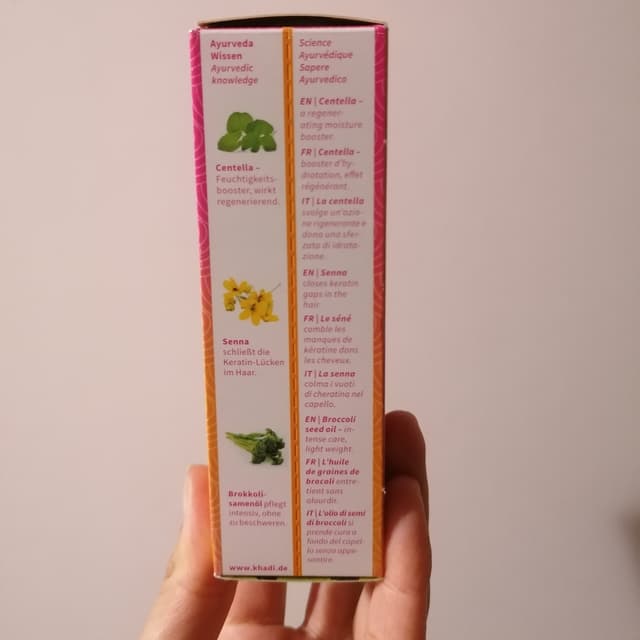 Ayurveda
Wissen
Ayurvedic
knowledge
Centella –
Feuchtigkeits-
booster, wirkt
regenerierend.
Senna
schließt die
Keratin-Lücken
im Haar.
Brokkoli-
samenöl pflegt
intensiv, ohne
zu beschweren.
www.khadi.de
Science
Ayurvédique
Sapere
Ayurvedico
EN | Centella –
a regener-
ating moisture
booster.
FR | Centella –
booster d'hy-
dratation, effet
régénérant.
IT | La centella
svolge un'azio-
ne rigenerante e
dona una sfer-
zata di idrata-
zione.
EN | Senna
closes keratin
gaps in the
hair.
FR | Le séné
comble les
manques de
kératine dans
les cheveux.
IT | La senna
colma i vuoti
di cheratina nel
capello.
EN | Broccoli
seed oil – in-
tense care,
light weight.
FR | L'huile
de graines de
brocoli entre-
tient sans
alourdir.
IT | L'olio di semi
di broccoli si
prende cura a
fondo del capel-
lo senza appe-
santire.